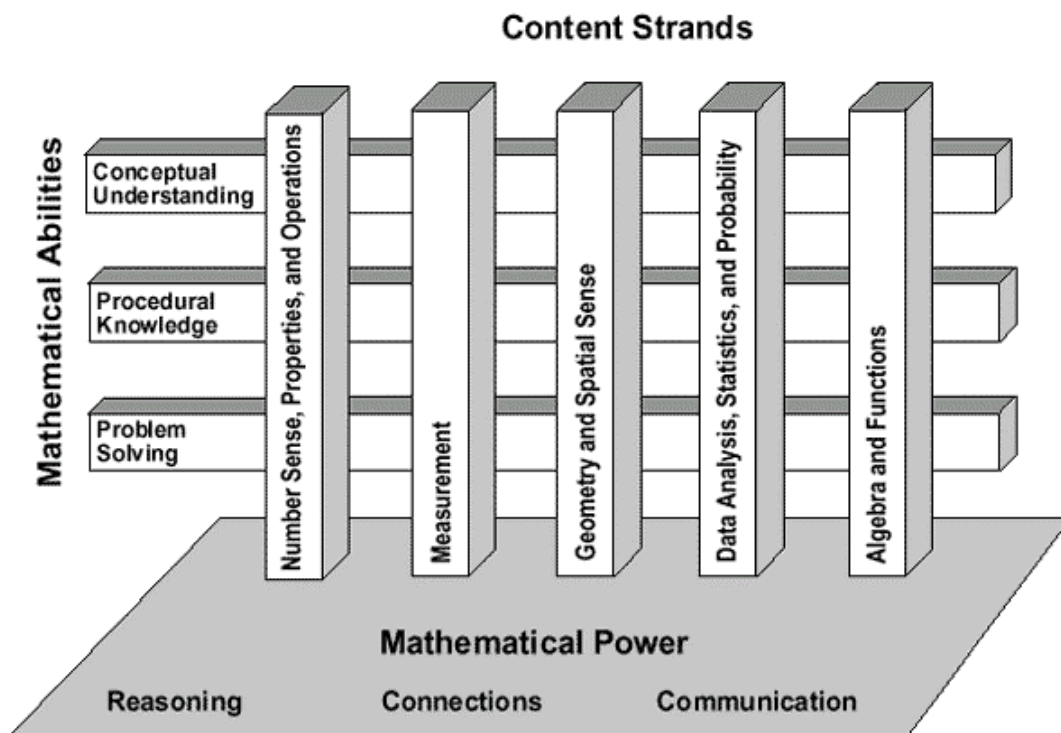 Content Strands
Mathematical Abilities
Conceptual
Understanding
Procedural
Knowledge
Problem
Solving
Number Sense, Properties, and Operations
Measurement
Geometry and Spatial Sense
Data Analysis, Statistics, and Probability
Algebra and Functions
Mathematical Power
Reasoning
Connections
Communication